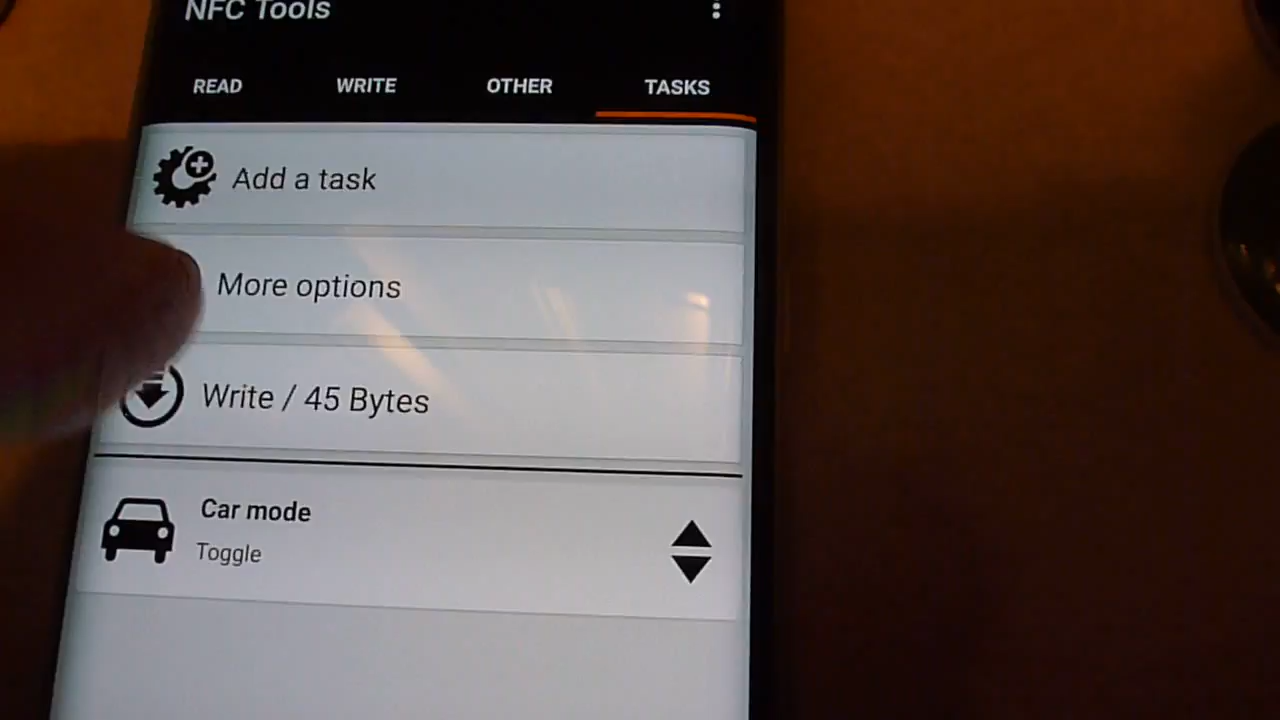 NFC Tools
READ WRITE OTHER TASKS
Add a task
More options
Write / 45 Bytes
Car mode
Toggle